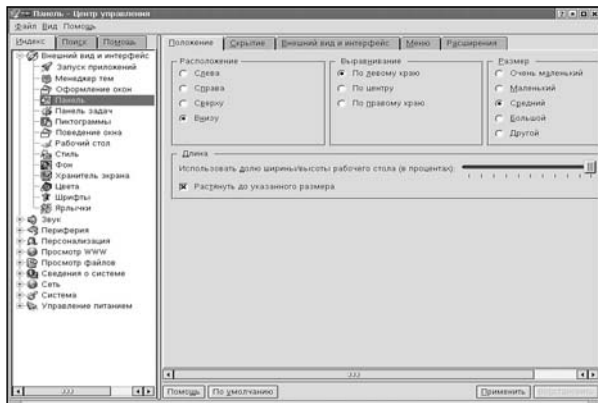 Панель - Центр управления
Файл Вид Помощь
Индекс Поиск Помощь
Внешний вид и интерфейс
Запуск приложений
Менеджер тем
Оформление окон
Панель
Панель задач
Пиктограммы
Поведение окна
Рабочий стол
Стиль
Фон
Хранитель экрана
Цвета
Шрифты
Ярлычки
Звук
Периферия
Персонализация
Просмотр WWW
Просмотр файлов
Сведения о системе
Сеть
Система
Управление питанием
Положение Скрытие Внешний вид и интерфейс Меню Расширения
Расположение
Слева
Справа
Сверху
Внизу
Выравнивание
По левому краю
По центру
По правому краю
Размер
Очень маленький
Маленький
Средний
Большой
Другой
Длина
Использовать долю ширины/высоты рабочего стола (в процентах):
Растянуть до указанного размера
Помощь По умолчанию Применить